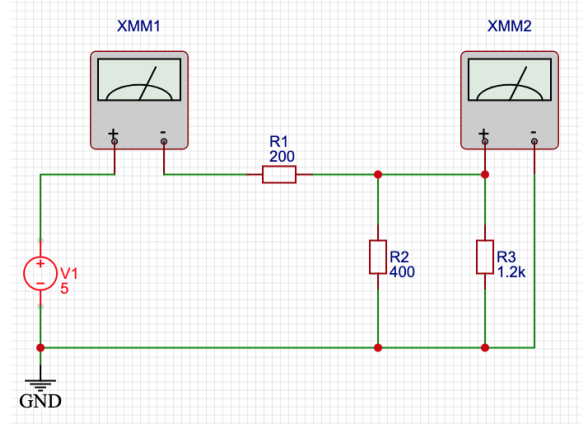 XMM1
XMM2
+ -
+ -
R1
200
V1
5
R2
400
R3
1.2k
GND